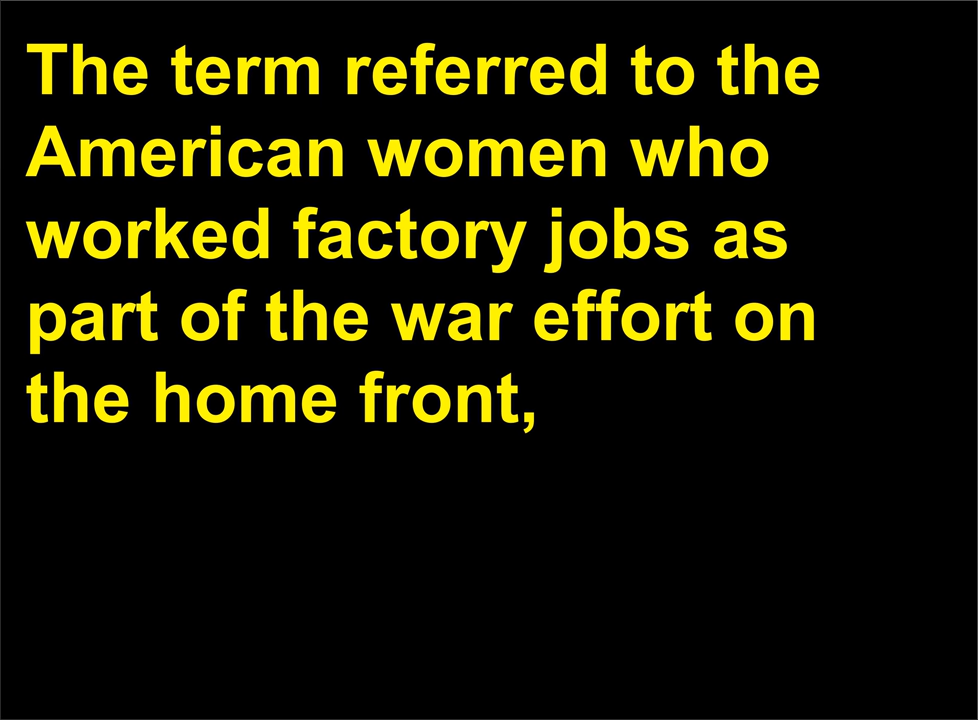 The term referred to the
American women who
worked factory jobs as
part of the war effort on
the home front,